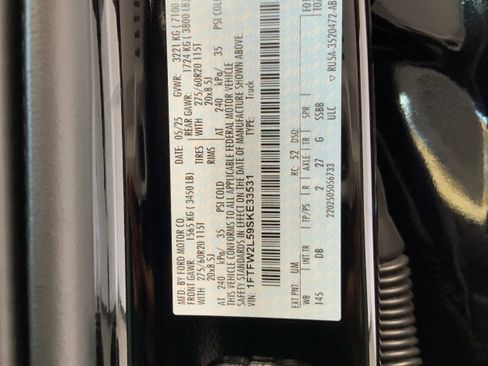 MFD. BY FORD MOTOR CO.
DATE: 05/25 GVWR: 3221 KG ( 7100
FRONT GAWR: 1565 KG ( 3450 LB)
REAR GAWR: 1724 KG ( 3800 LB)
WITH 275/60R20 115T TIRES WITH 275/60R20 115T
20x8.5J RIMS 20x8.5J
AT 240 kPa/ 35 PSI COLD AT 240 kPa/ 35 PSI COLD
THIS VEHICLE CONFORMS TO ALL APPLICABLE FEDERAL MOTOR VEHICLE
SAFETY STANDARDS IN EFFECT ON THE DATE OF MANUFACTURE SHOWN ABOVE.
VIN: 1FTFW2L595KE33531 TYPE: Truck
EXT PNT: UM RC: 52 DSO:
WB INT TR TP/PS R AXLE TR SPR
145 DB 2 27 G SSBB
2202505056733 ULC
▽ RU5A-3520472-AB